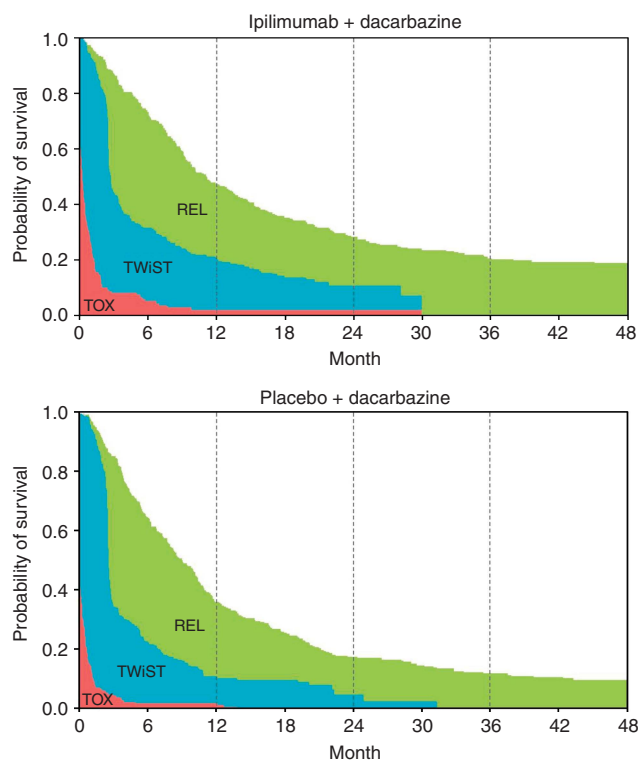 Ipilimumab + dacarbazine
Probability of survival
1.0
0.8
0.6
0.4
0.2
0.0
REL
TWiST
TOX
0 6 12 18 24 30 36 42 48
Month
Placebo + dacarbazine
Probability of survival
1.0
0.8
0.6
0.4
0.2
0.0
REL
TWiST
TOX
0 6 12 18 24 30 36 42 48
Month